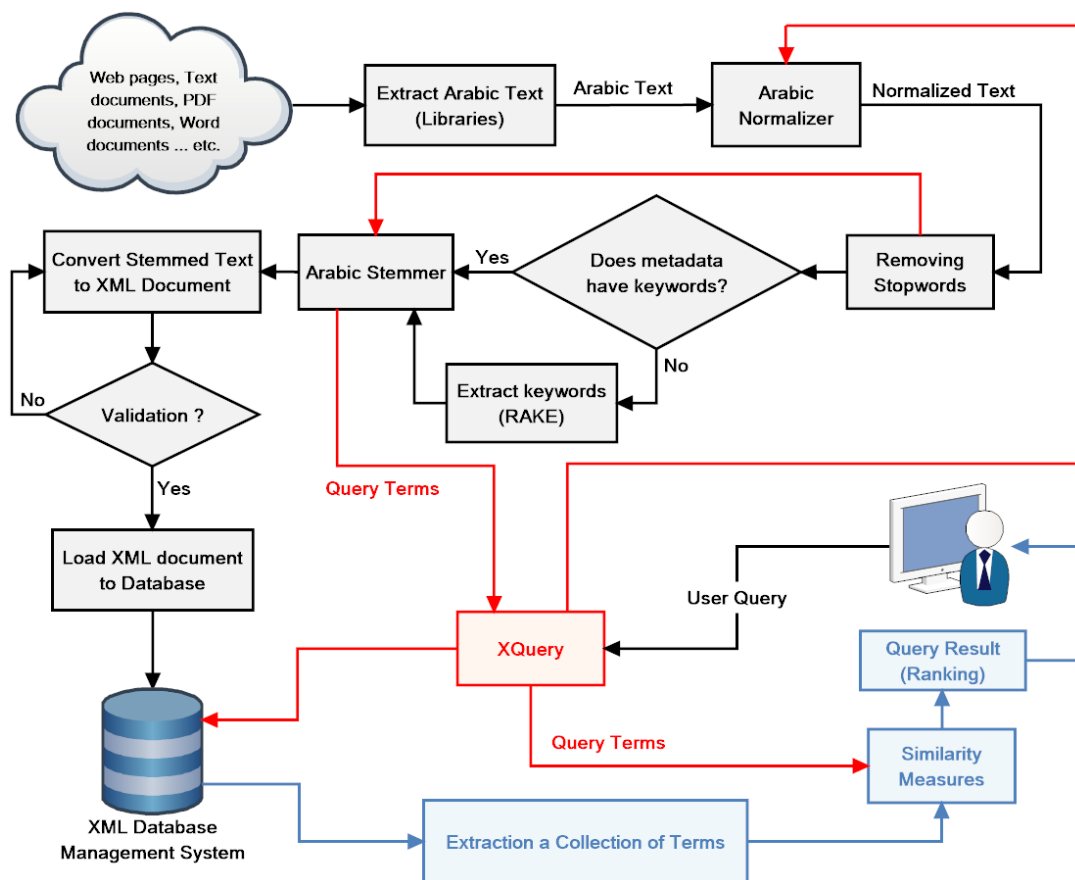 Web pages, Text
documents, PDF
documents, Word
documents ... etc.
Extract Arabic Text
(Libraries)
Arabic Text
Arabic
Normalizer
Normalized Text
Removing
Stopwords
Does metadata
have keywords?
Yes
No
Extract keywords
(RAKE)
Arabic Stemmer
Convert Stemmed Text
to XML Document
Validation ?
No
Yes
Load XML document
to Database
XML Database
Management System
Query Terms
XQuery
User Query
Query Terms
Extraction a Collection of Terms
Similarity
Measures
Query Result
(Ranking)